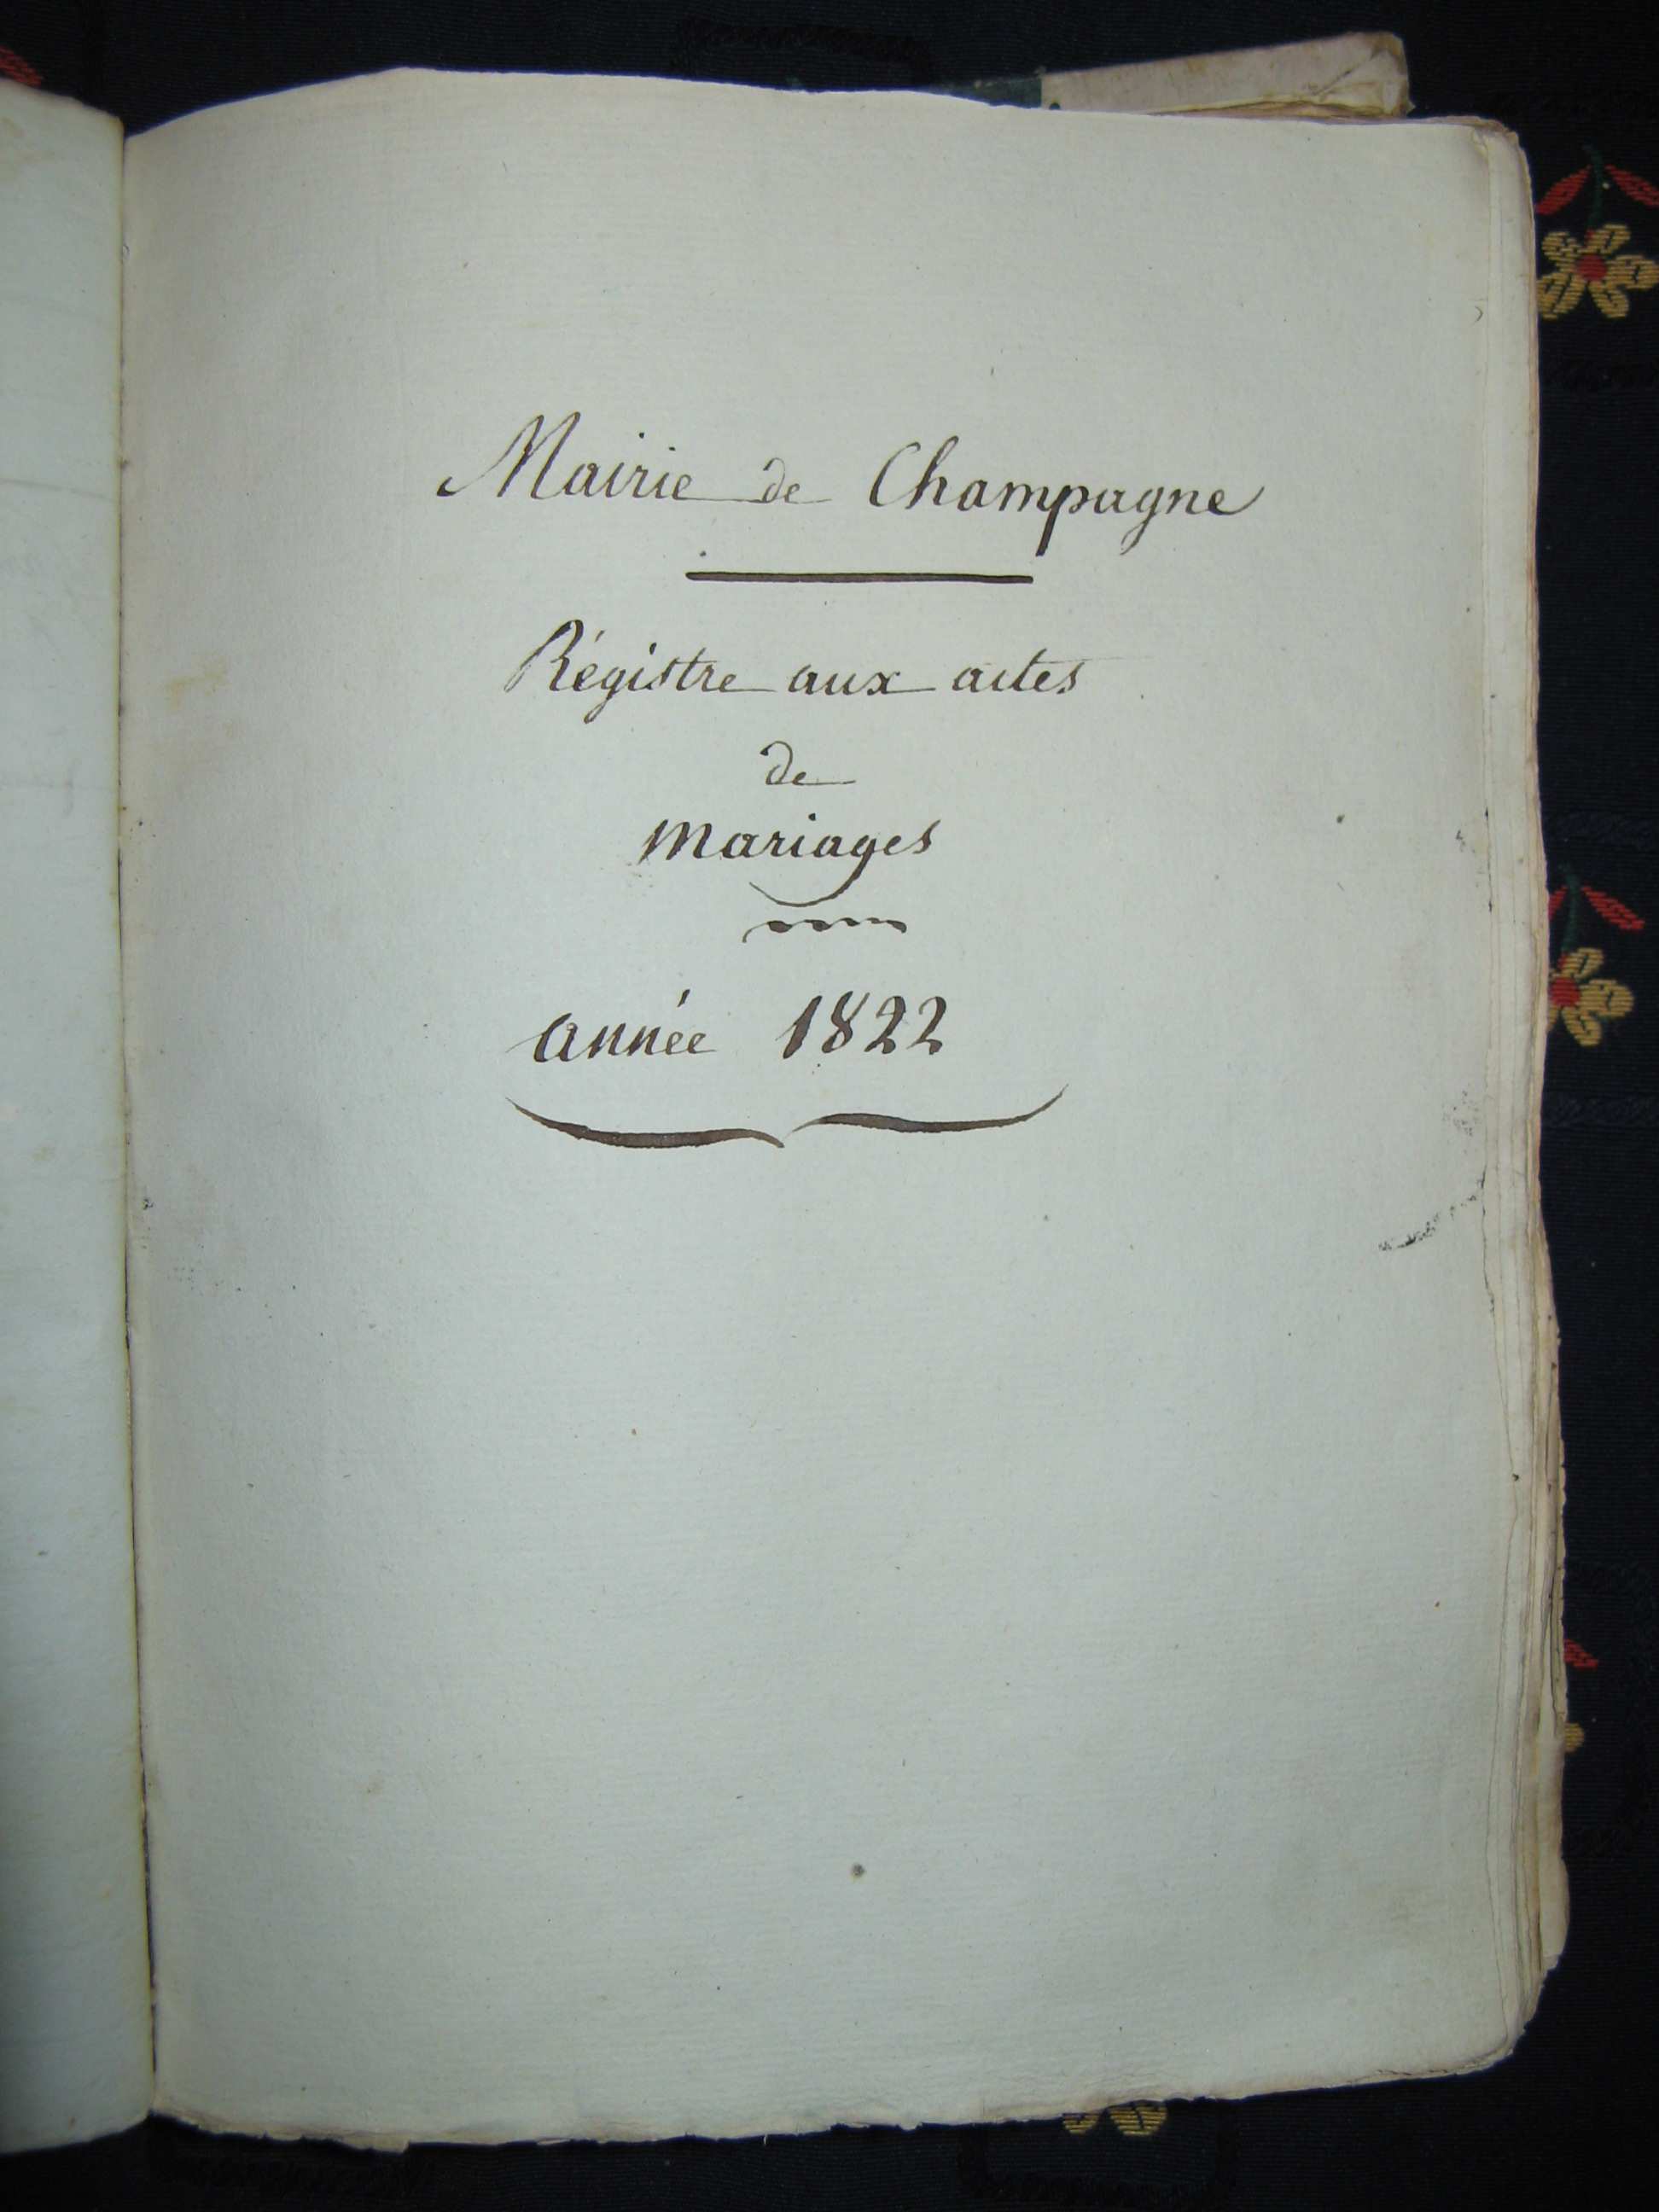 Mairie de Champagne
Régistre aux actes
de
Mariages
année 1822